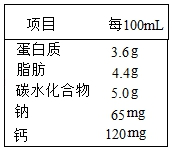 项目 每100mL
蛋白质 3.6g
脂肪 4.4g
碳水化合物 5.0g
钠 65mg
钙 120mg